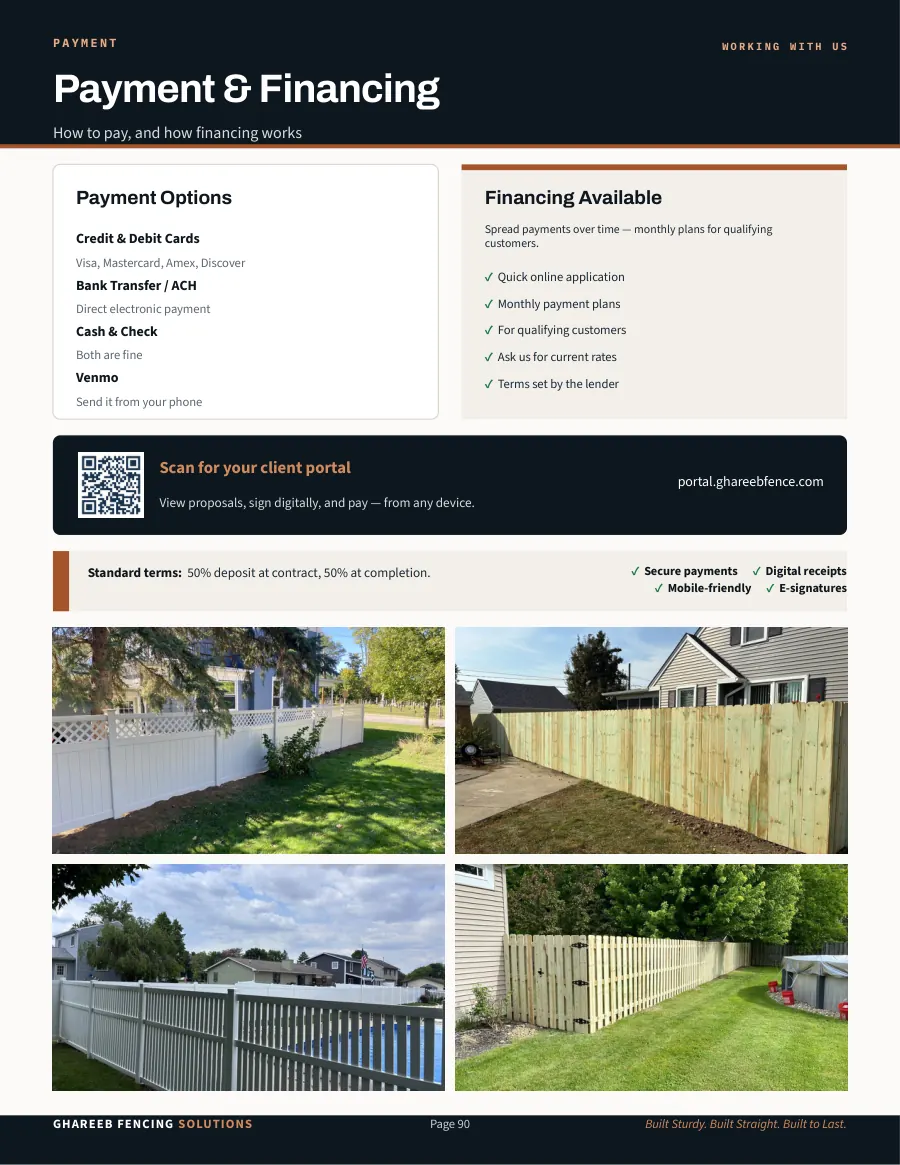 PAYMENT
WORKING WITH US
Payment & Financing
How to pay, and how financing works
Payment Options
Credit & Debit Cards
Visa, Mastercard, Amex, Discover
Bank Transfer / ACH
Direct electronic payment
Cash & Check
Both are fine
Venmo
Send it from your phone
Financing Available
Spread payments over time — monthly plans for qualifying
customers.
✓ Quick online application
✓ Monthly payment plans
✓ For qualifying customers
✓ Ask us for current rates
✓ Terms set by the lender
Scan for your client portal
View proposals, sign digitally, and pay — from any device.
portal.ghareebfence.com
Standard terms: 50% deposit at contract, 50% at completion.
✓ Secure payments ✓ Digital receipts
✓ Mobile-friendly ✓ E-signatures
GHAREEB FENCING SOLUTIONS
Page 90
Built Sturdy. Built Straight. Built to Last.